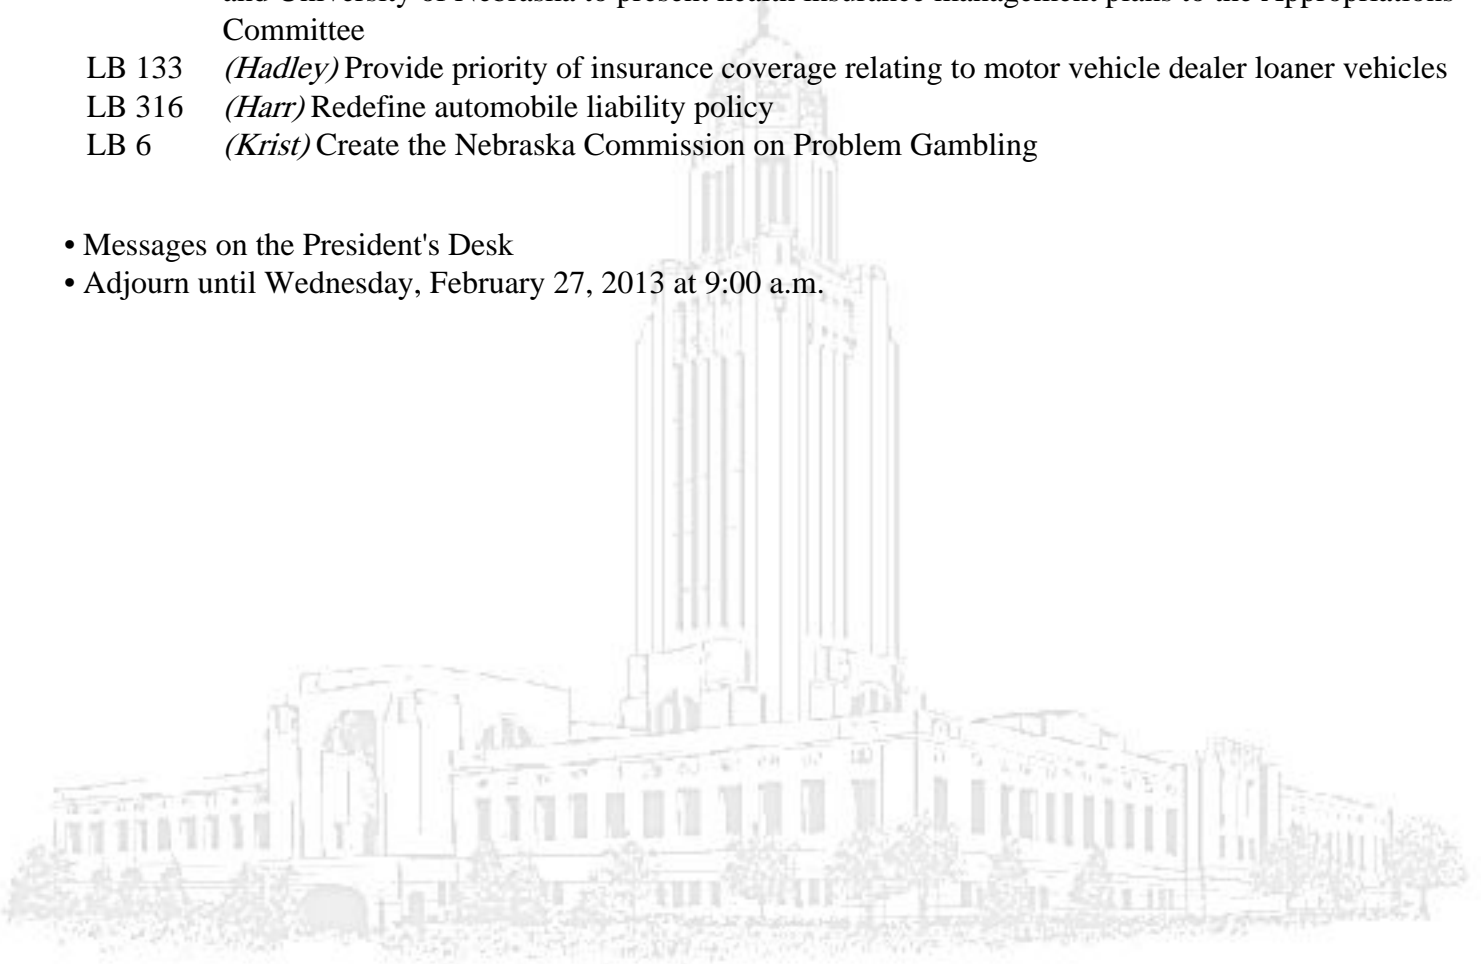 and University of Nebraska to present health insurance management plans to the Appropriations
Committee
LB 133 (Hadley) Provide priority of insurance coverage relating to motor vehicle dealer loaner vehicles
LB 316 (Harr) Redefine automobile liability policy
LB 6 (Krist) Create the Nebraska Commission on Problem Gambling
• Messages on the President's Desk
• Adjourn until Wednesday, February 27, 2013 at 9:00 a.m.